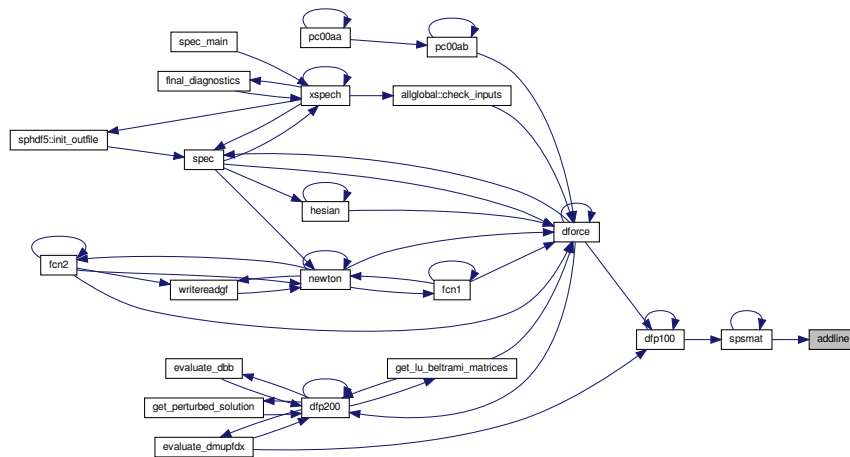 pc00aa
spec_main
pc00ab
final_diagnostics
xspech
allglobal::check_inputs
sphdf5::init_outfile
spec
hesian
dforce
fcn2
newton
writereadgf
fcn1
dfp100
spsmat
addline
evaluate_dbb
get_lu_beltrami_matrices
get_perturbed_solution
dfp200
evaluate_dmupfdx